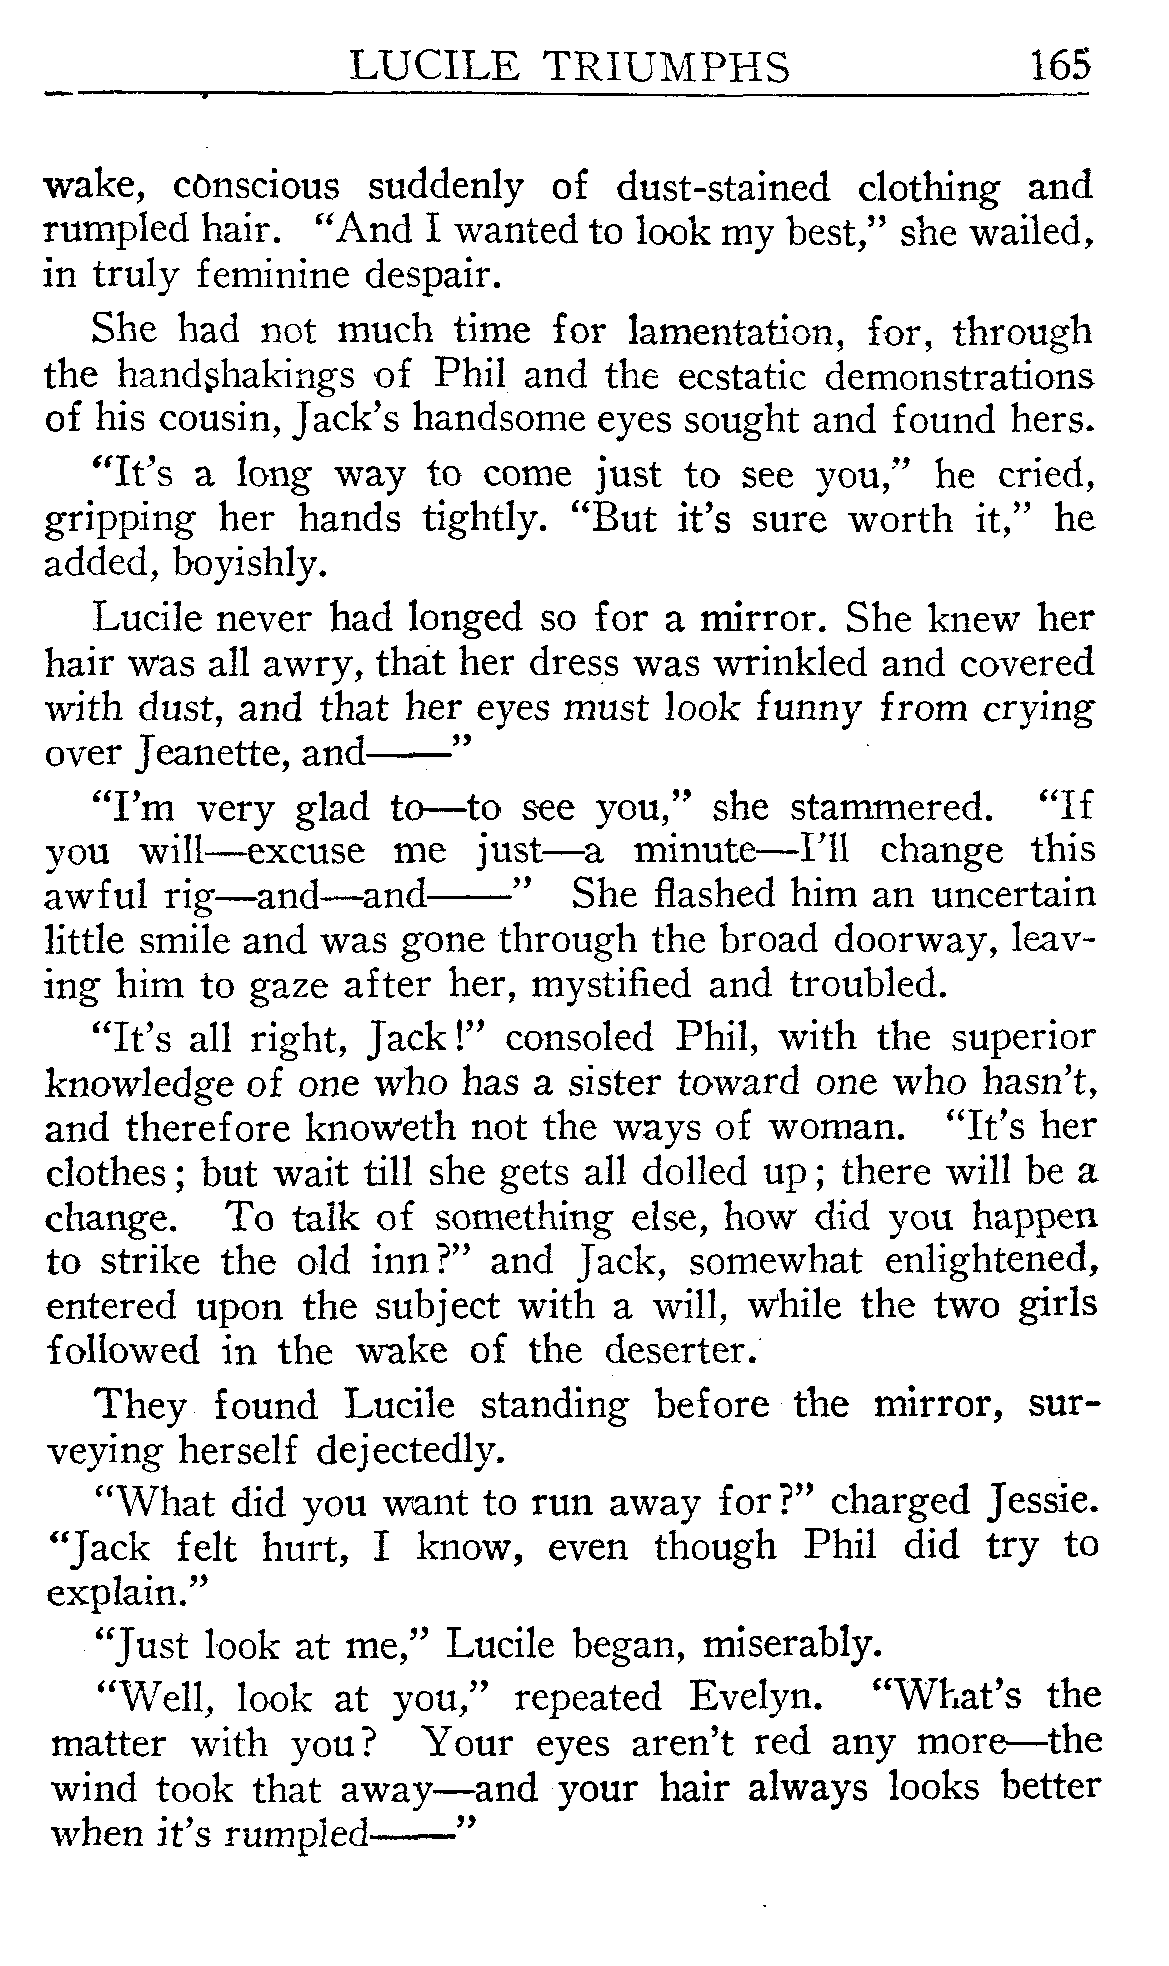 LUCILE TRIUMPHS 165
wake, conscious suddenly of dust-stained clothing and
rumpled hair. “And I wanted to look my best,” she wailed,
in truly feminine despair.
She had not much time for lamentation, for, through
the handshakings of Phil and the ecstatic demonstrations
of his cousin, Jack’s handsome eyes sought and found hers.
“It’s a long way to come just to see you,” he cried,
gripping her hands tightly. “But it’s sure worth it,” he
added, boyishly.
Lucile never had longed so for a mirror. She knew her
hair was all awry, that her dress was wrinkled and covered
with dust, and that her eyes must look funny from crying
over Jeanette, and——”
“I’m very glad to—to see you,” she stammered. “If
you will—excuse me just—a minute—I’ll change this
awful rig—and—and——” She flashed him an uncertain
little smile and was gone through the broad doorway, leav-
ing him to gaze after her, mystified and troubled.
“It’s all right, Jack!” consoled Phil, with the superior
knowledge of one who has a sister toward one who hasn’t,
and therefore knoweth not the ways of woman. “It’s her
clothes; but wait till she gets all dolled up; there will be a
change. To talk of something else, how did you happen
to strike the old inn?” and Jack, somewhat enlightened,
entered upon the subject with a will, while the two girls
followed in the wake of the deserter.
They found Lucile standing before the mirror, sur-
veying herself dejectedly.
“What did you want to run away for?” charged Jessie.
“Jack felt hurt, I know, even though Phil did try to
explain.”
“Just look at me,” Lucile began, miserably.
“Well, look at you,” repeated Evelyn. “What’s the
matter with you? Your eyes aren’t red any more—the
wind took that away—and your hair always looks better
when it’s rumpled——”